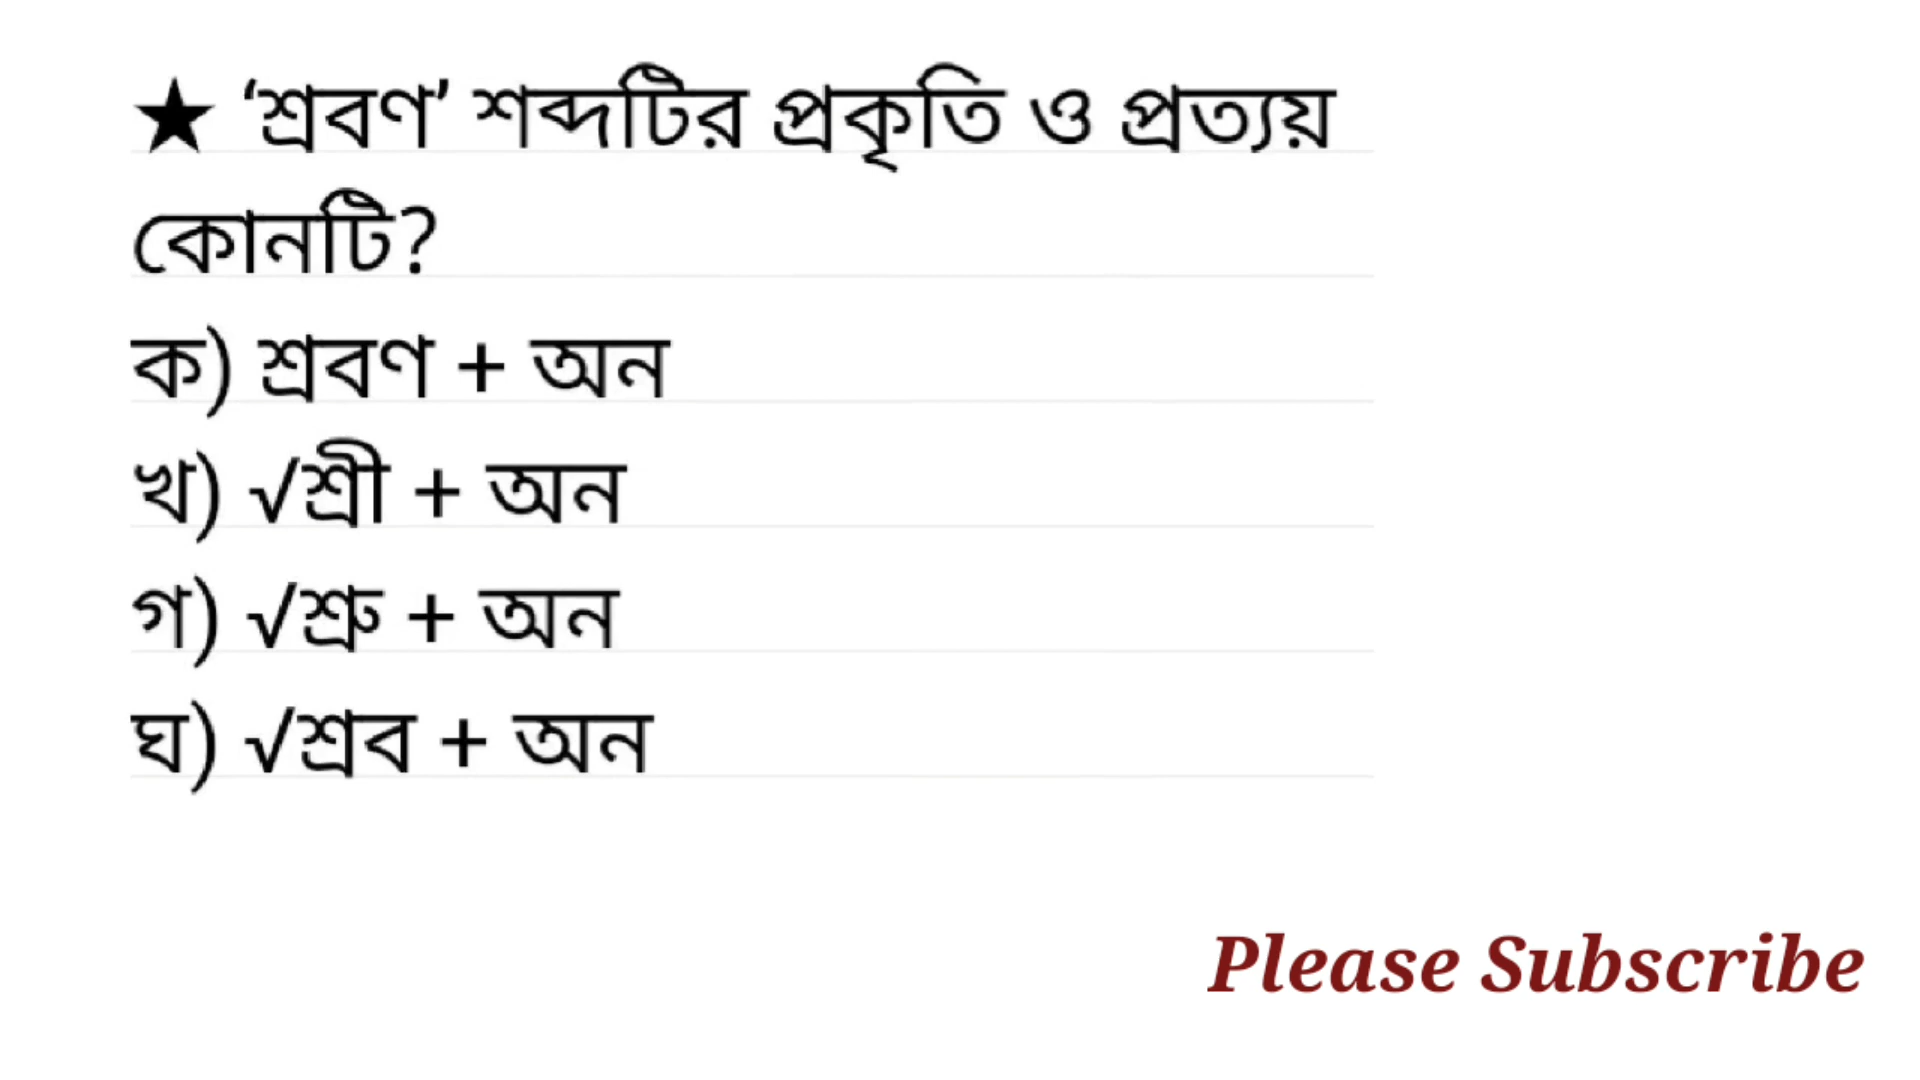 ★ ‘শ্রবণ’ শব্দটির প্রকৃতি ও প্রত্যয়
কোনটি?
ক) শ্রবণ + অন
খ) √শ্রী + অন
গ) √শ্রু + অন
ঘ) √শ্রব + অন
Please Subscribe